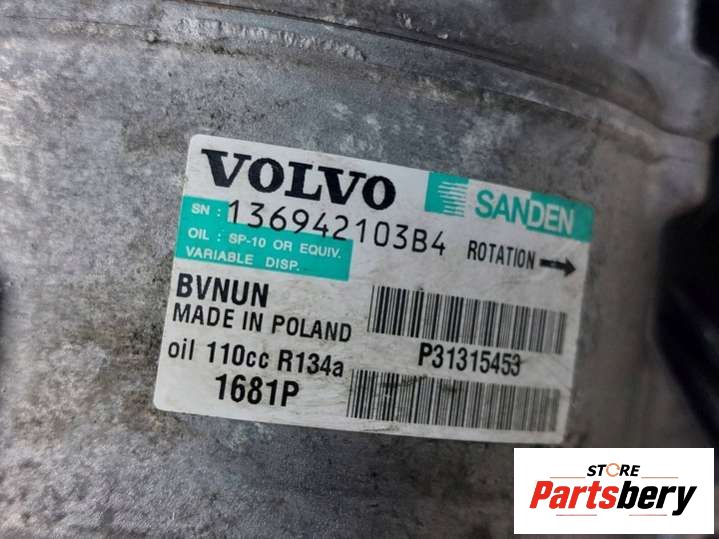 VOLVO
SANDEN
SN : 136942103B4
OIL : SP-10 OR EQUIV.
VARIABLE DISP.
ROTATION
BVNUN
MADE IN POLAND
oil 110cc R134a
P31315453
1681P
STORE
Partsbery